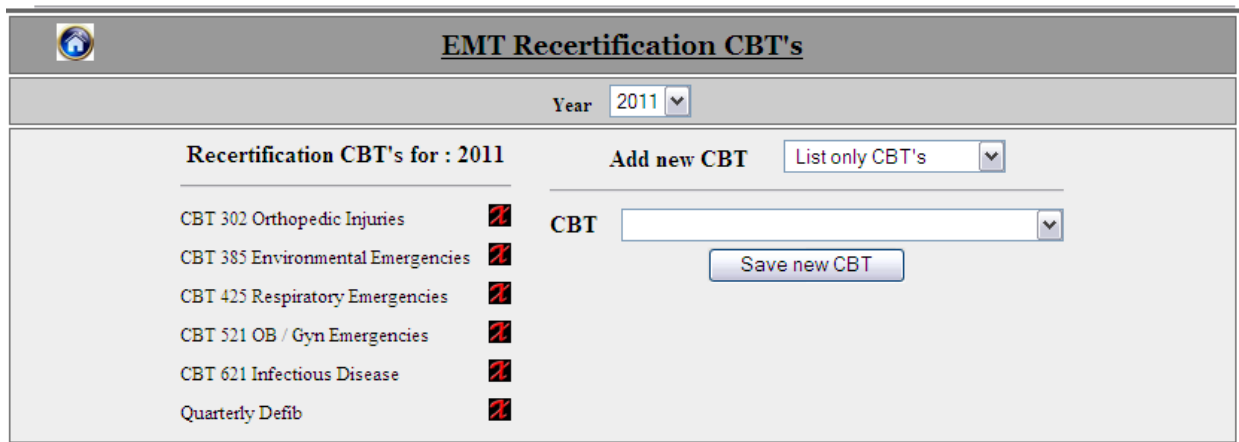 EMT Recertification CBT's
Year 2011
Recertification CBT's for : 2011
CBT 302 Orthopedic Injuries
CBT 385 Environmental Emergencies
CBT 425 Respiratory Emergencies
CBT 521 OB / Gyn Emergencies
CBT 621 Infectious Disease
Quarterly Defib
Add new CBT List only CBT's
CBT
Save new CBT